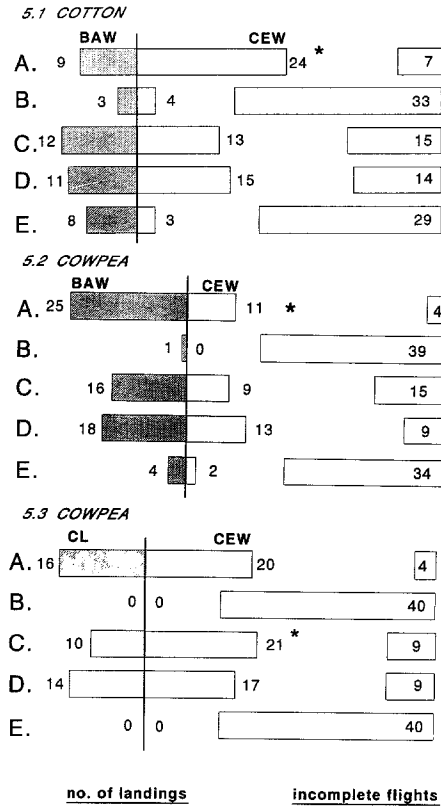 5.1 COTTON
BAW CEW
A. 9 24 * 7
B. 3 4 33
C. 12 13 15
D. 11 15 14
E. 8 3 29
5.2 COWPEA
BAW CEW
A. 25 11 * 4
B. 1 0 39
C. 16 9 15
D. 18 13 9
E. 4 2 34
5.3 COWPEA
CL CEW
A. 16 20 4
B. 0 0 40
C. 10 21 * 9
D. 14 17 9
E. 0 0 40
no. of landings incomplete flights